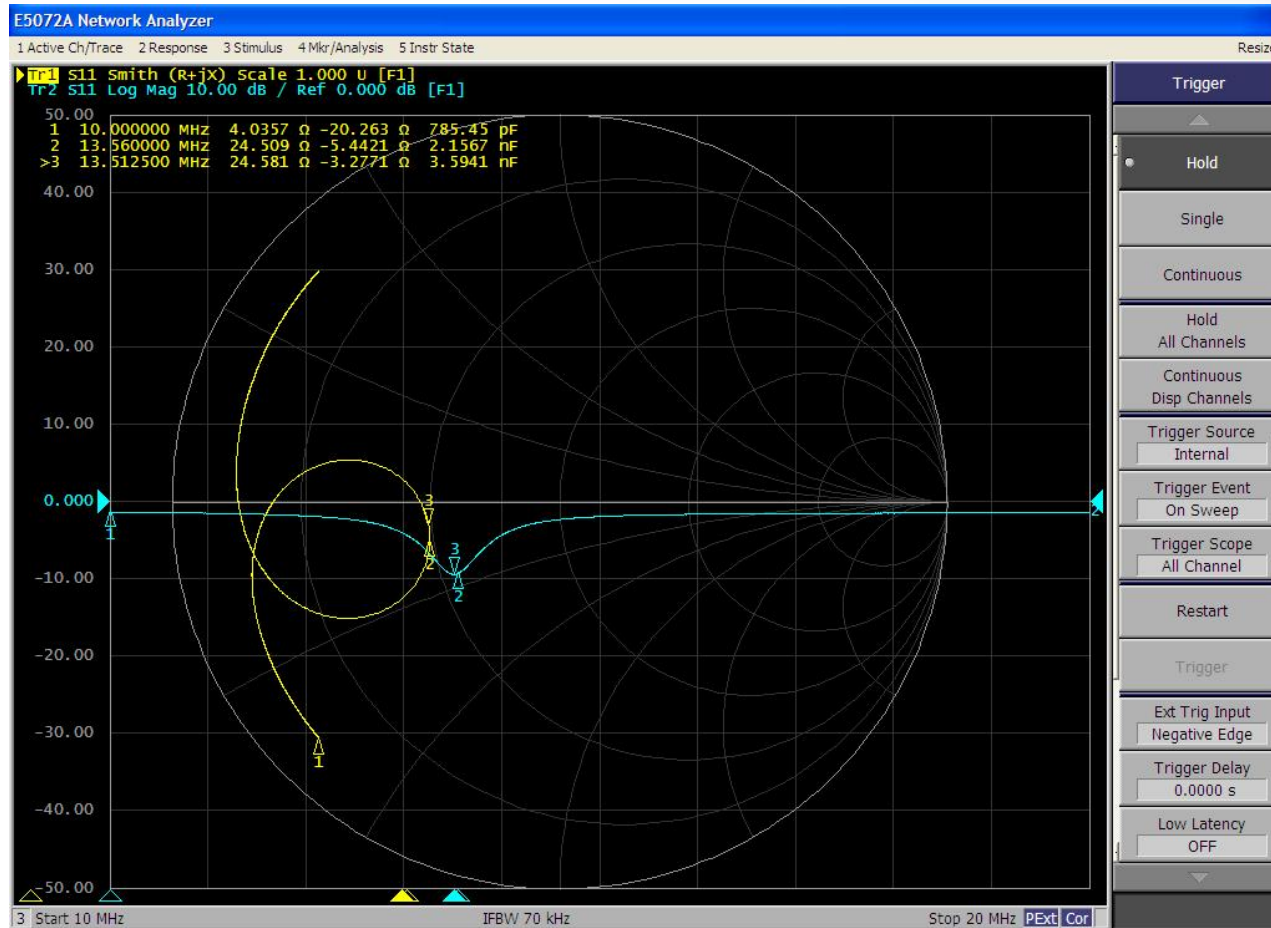 E5072A Network Analyzer
1 Active Ch/Trace 2 Response 3 Stimulus 4 Mkr/Analysis 5 Instr State
Tr1 S11 Smith (R+jX) Scale 1.000 U [F1]
Tr2 S11 Log Mag 10.00 dB / Ref 0.000 dB [F1]
50.00
1 10.000000 MHz 4.0357 Ω -20.263 Ω 785.45 pF
2 13.560000 MHz 24.509 Ω -5.4421 Ω 2.1567 nF
>3 13.512500 MHz 24.581 Ω -3.2771 Ω 3.5941 nF
40.00
30.00
20.00
10.00
0.000
-10.00
-20.00
-30.00
-40.00
-50.00
1
3
2
3
2
1
2
3 Start 10 MHz IFBW 70 kHz Stop 20 MHz PExt Cor
Trigger
Hold
Single
Continuous
Hold
All Channels
Continuous
Disp Channels
Trigger Source
Internal
Trigger Event
On Sweep
Trigger Scope
All Channel
Restart
Trigger
Ext Trig Input
Negative Edge
Trigger Delay
0.0000 s
Low Latency
OFF